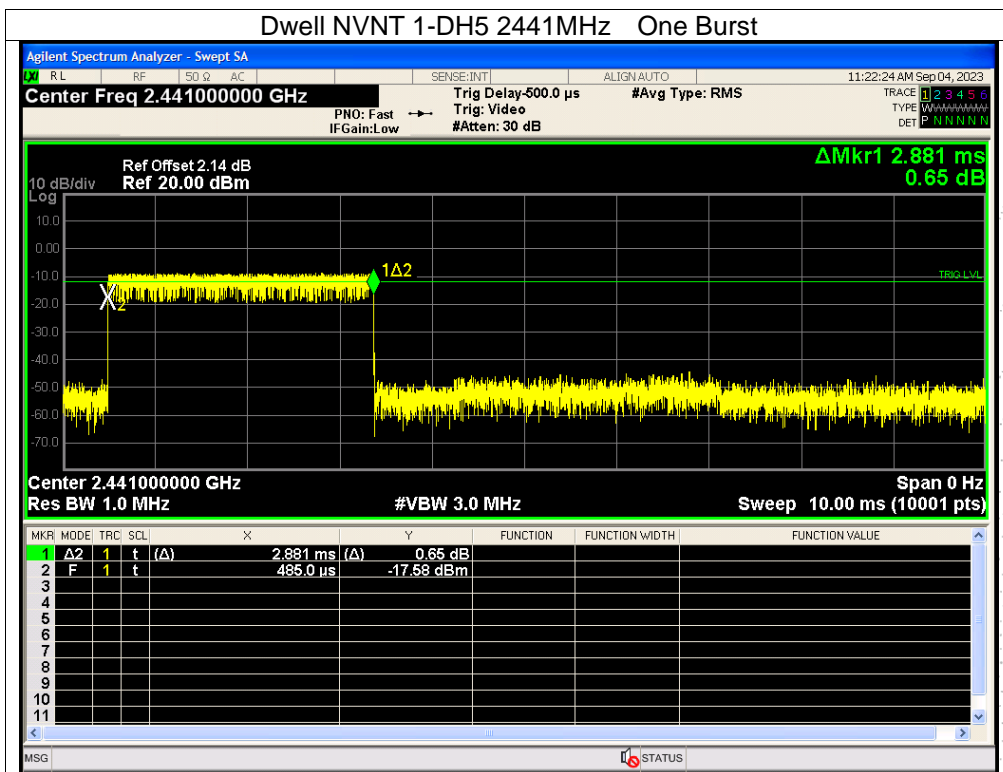 Dwell NVNT 1-DH5 2441MHz One Burst
Agilent Spectrum Analyzer - Swept SA
LXI RL RF 50 Ω AC SENSE:INT ALIGN AUTO 11:22:24 AM Sep 04, 2023
Center Freq 2.441000000 GHz Trig Delay-500.0 µs #Avg Type: RMS TRACE 1 2 3 4 5 6
PNO: Fast Trig: Video TYPE WWWWWWW
IFGain:Low #Atten: 30 dB DET P N N N N N
ΔMkr1 2.881 ms
Ref Offset 2.14 dB 0.65 dB
10 dB/div Ref 20.00 dBm
Log
10.0
0.00
-10.0 1Δ2 TRIG LVL
-20.0 2
-30.0
-40.0
-50.0
-60.0
-70.0
Center 2.441000000 GHz Span 0 Hz
Res BW 1.0 MHz #VBW 3.0 MHz Sweep 10.00 ms (10001 pts)
MKR MODE TRC SCL X Y FUNCTION FUNCTION WIDTH FUNCTION VALUE
1 Δ2 1 t (Δ) 2.881 ms (Δ) 0.65 dB
2 F 1 t 485.0 µs -17.58 dBm
3
4
5
6
7
8
9
10
11
MSG STATUS